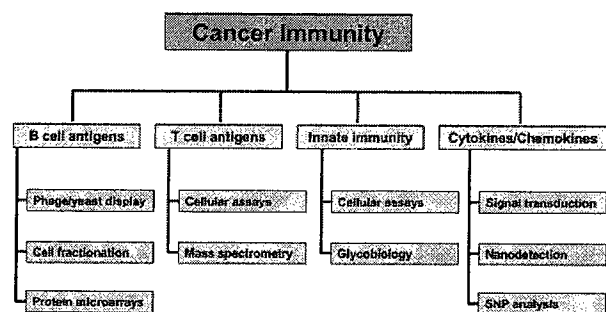 Cancer Immunity
B cell antigens
T cell antigens
Innate immunity
Cytokines/Chemokines
Phage/yeast display
Cellular assays
Cellular assays
Signal transduction
Cell fractionation
Mass spectrometry
Glycobiology
Nanodetection
Protein microarrays
SNP analysis